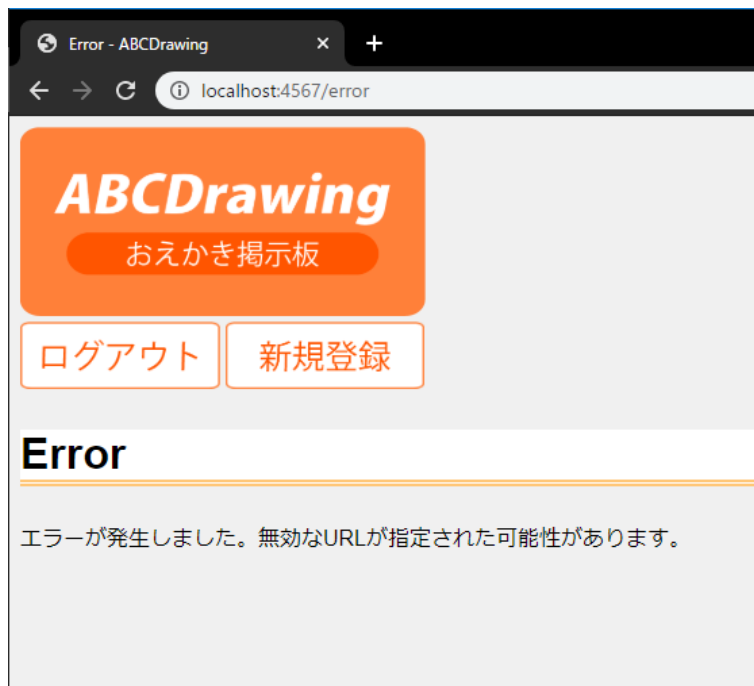 Error - ABCDrawing
localhost:4567/error
ABCDrawing
おえかき掲示板
ログアウト 新規登録
Error
エラーが発生しました。無効なURLが指定された可能性があります。